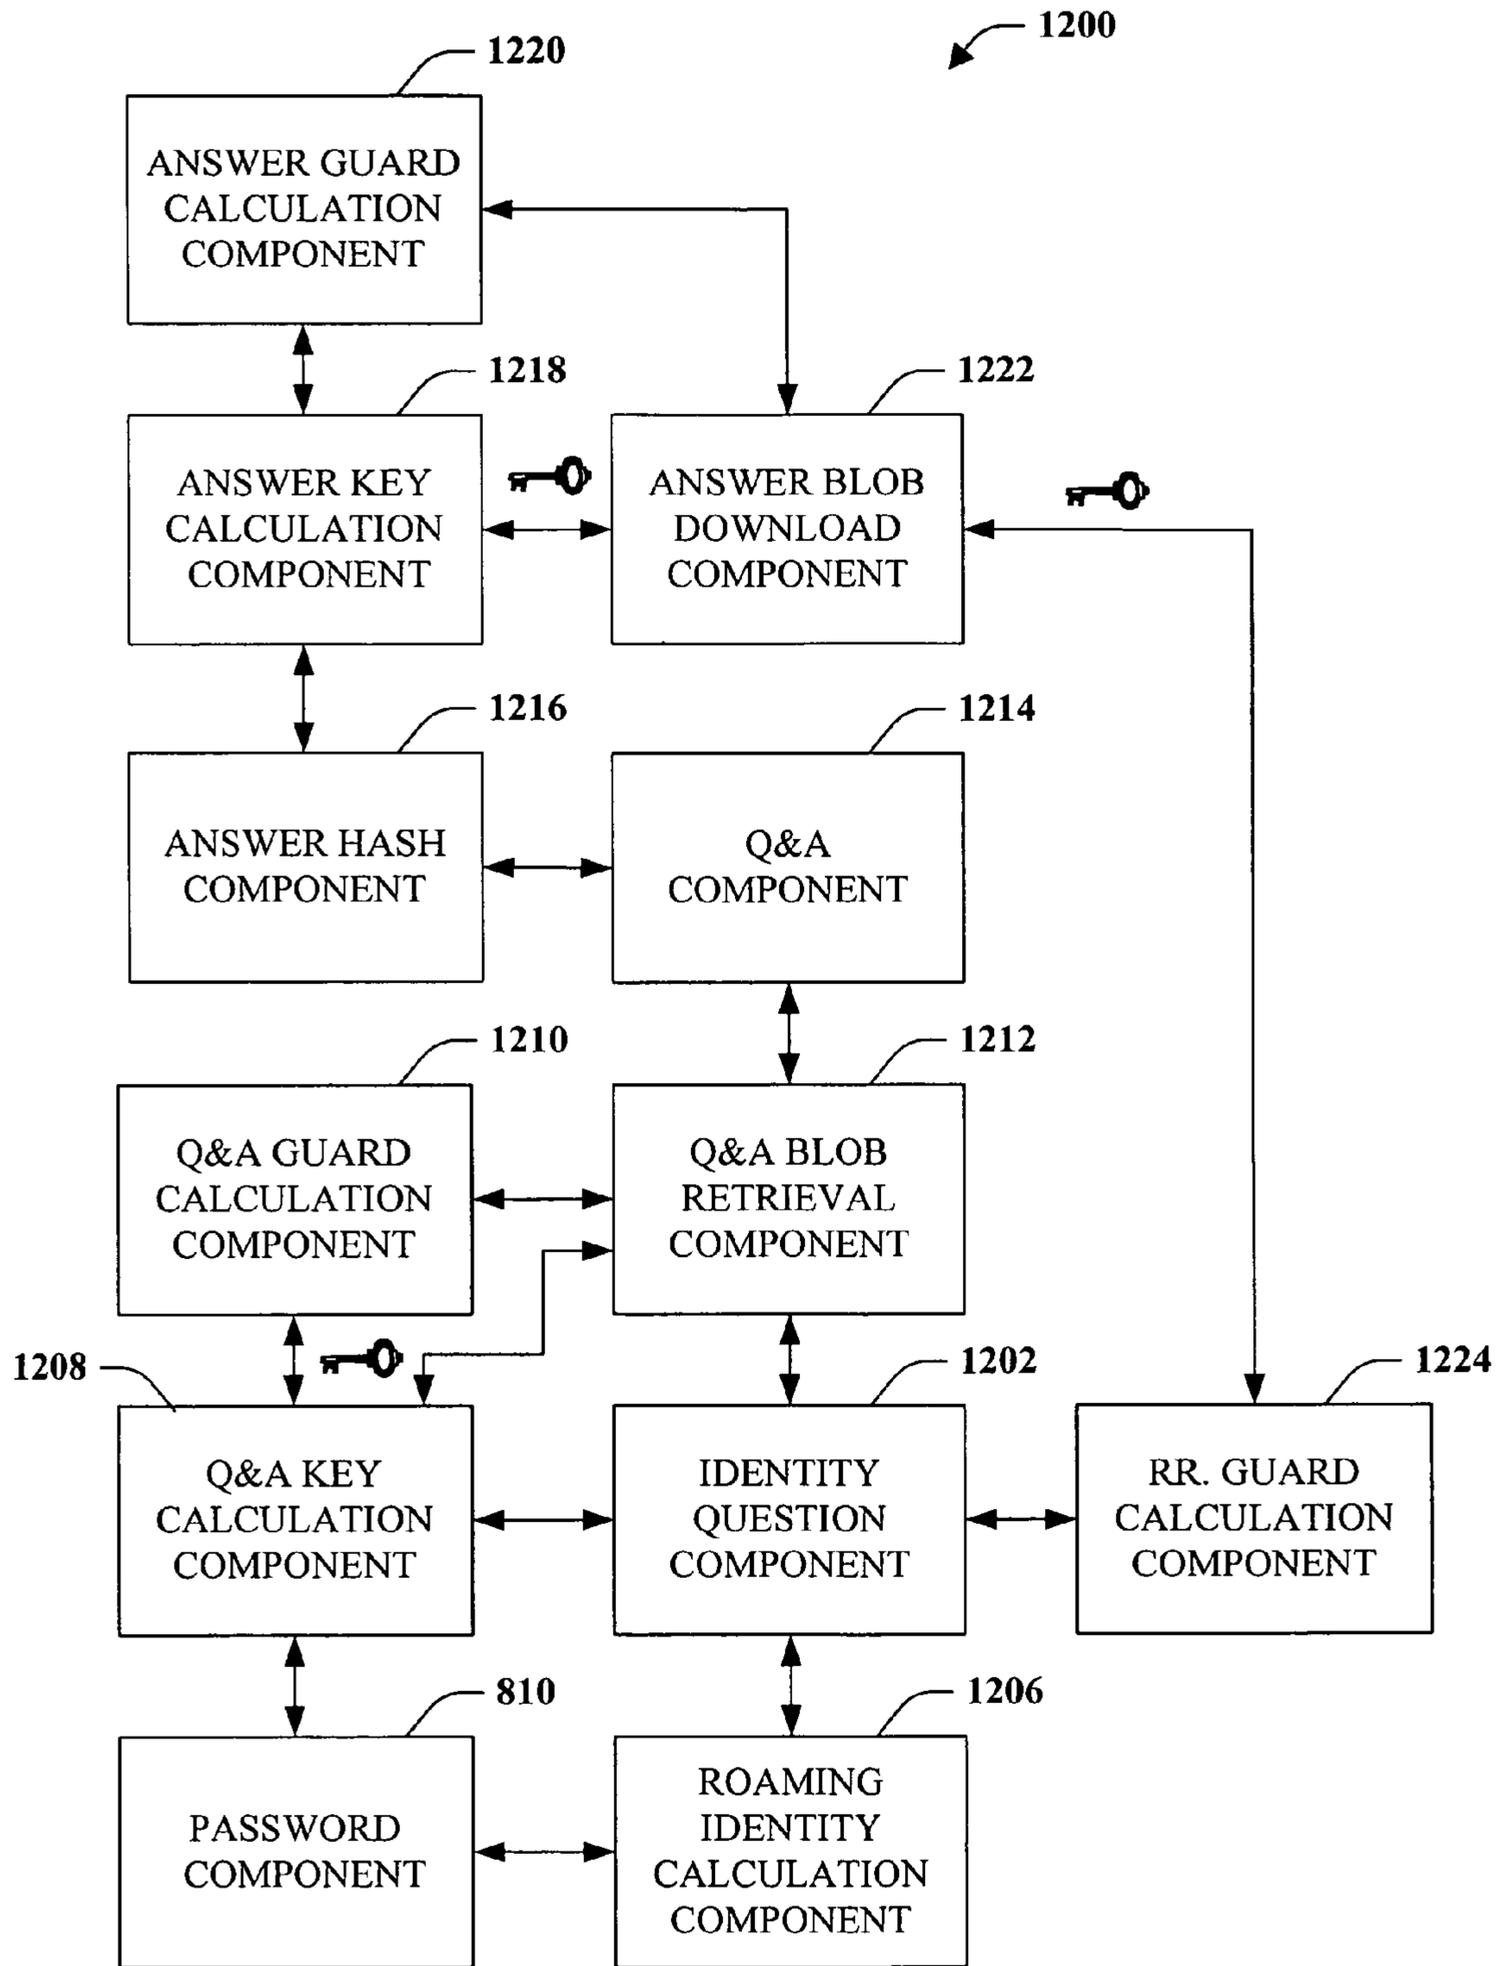 1200
1220
ANSWER GUARD
CALCULATION
COMPONENT
1218
ANSWER KEY
CALCULATION
COMPONENT
1222
ANSWER BLOB
DOWNLOAD
COMPONENT
1216
ANSWER HASH
COMPONENT
1214
Q&A
COMPONENT
1210
Q&A GUARD
CALCULATION
COMPONENT
1212
Q&A BLOB
RETRIEVAL
COMPONENT
1208
Q&A KEY
CALCULATION
COMPONENT
1202
IDENTITY
QUESTION
COMPONENT
1224
RR. GUARD
CALCULATION
COMPONENT
810
PASSWORD
COMPONENT
1206
ROAMING
IDENTITY
CALCULATION
COMPONENT